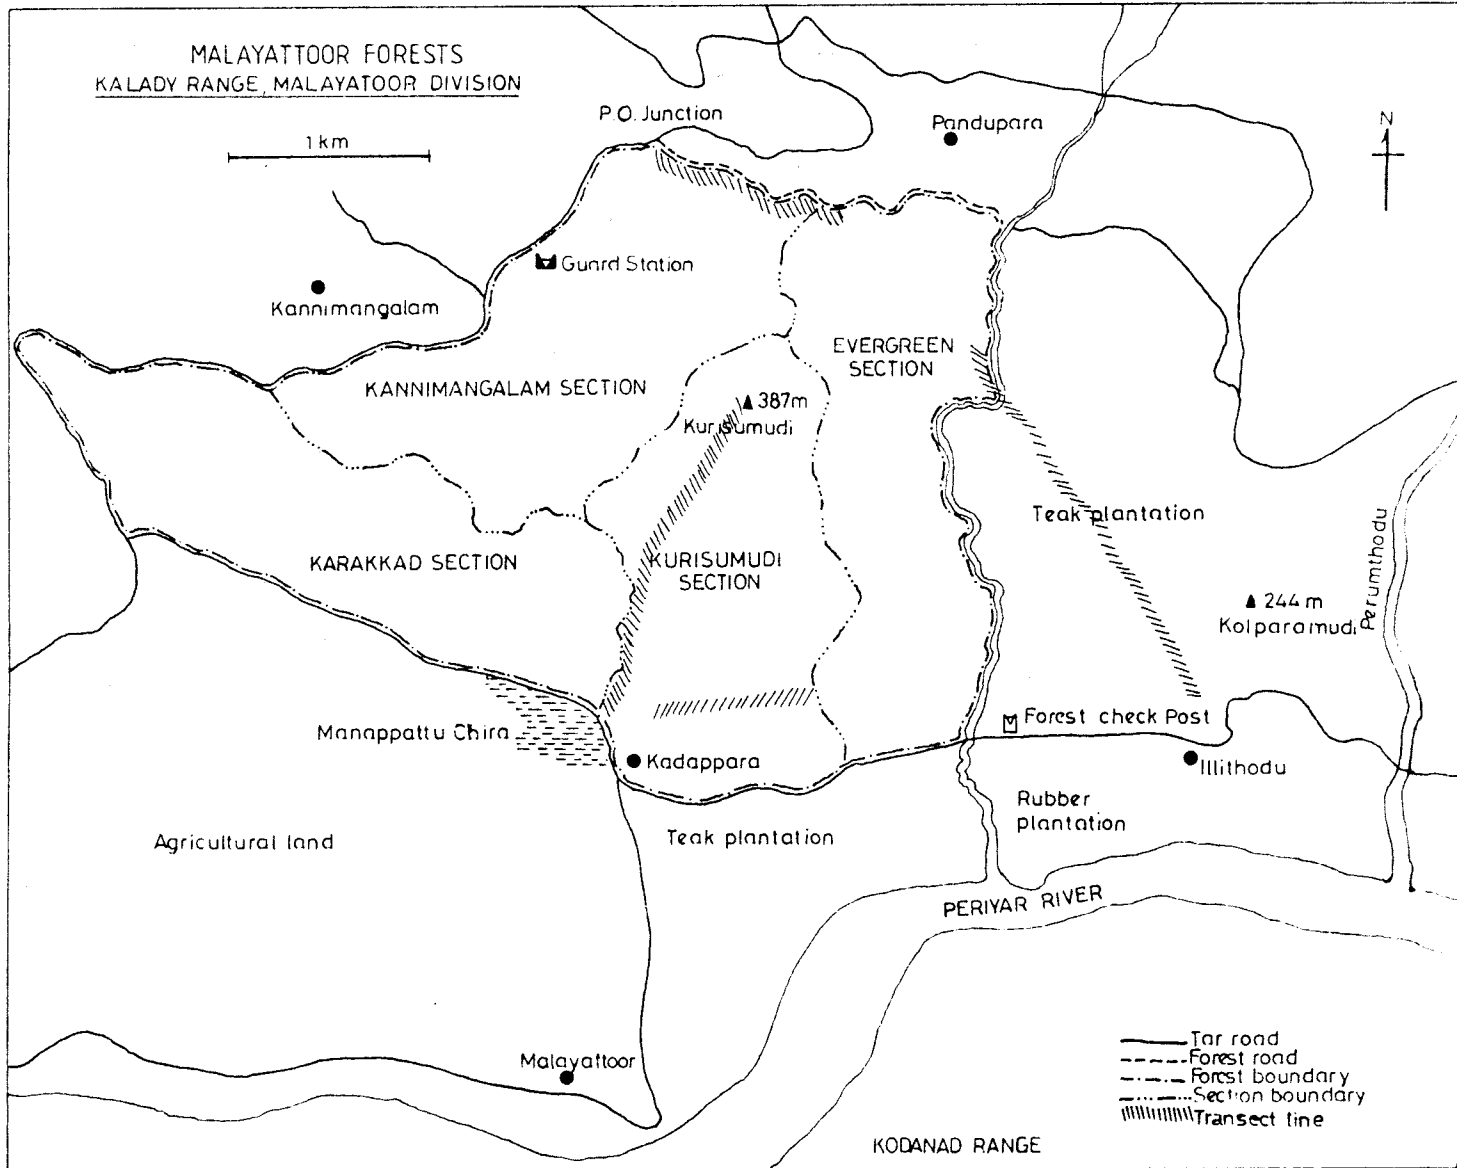 MALAYATTOOR FORESTS
KALADY RANGE, MALAYATOOR DIVISION
1 km
P.O. Junction
Pandupara
N
Guard Station
Kannimangalam
EVERGREEN
SECTION
KANNIMANGALAM SECTION
387m
Kurisumudi
Teak plantation
Perumthodu
KARAKKAD SECTION
KURISUMUDI
SECTION
244 m
Kolparamudi
Manappattu Chira
Forest check Post
Kadappara
Illithodu
Rubber
plantation
Agricultural land
Teak plantation
PERIYAR RIVER
Malayattoor
Tar road
Forest road
Forest boundary
Section boundary
Transect line
KODANAD RANGE